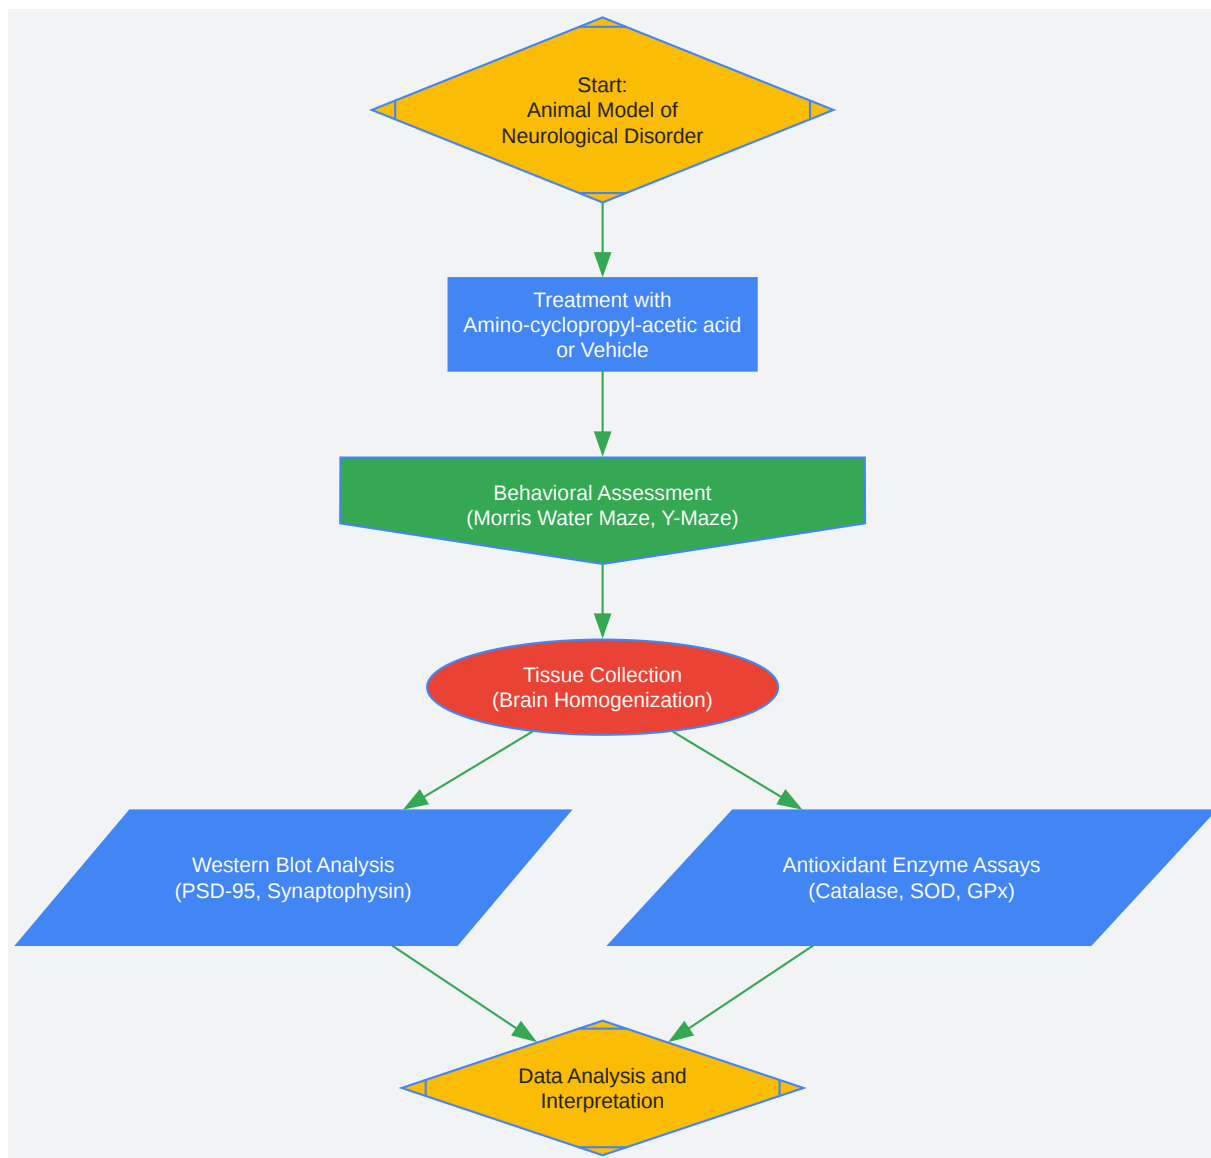 Start:
Animal Model of
Neurological Disorder
Treatment with
Amino-cyclopropyl-acetic acid
or Vehicle
Behavioral Assessment
(Morris Water Maze, Y-Maze)
Tissue Collection
(Brain Homogenization)
Western Blot Analysis
(PSD-95, Synaptophysin)
Antioxidant Enzyme Assays
(Catalase, SOD, GPx)
Data Analysis and
Interpretation